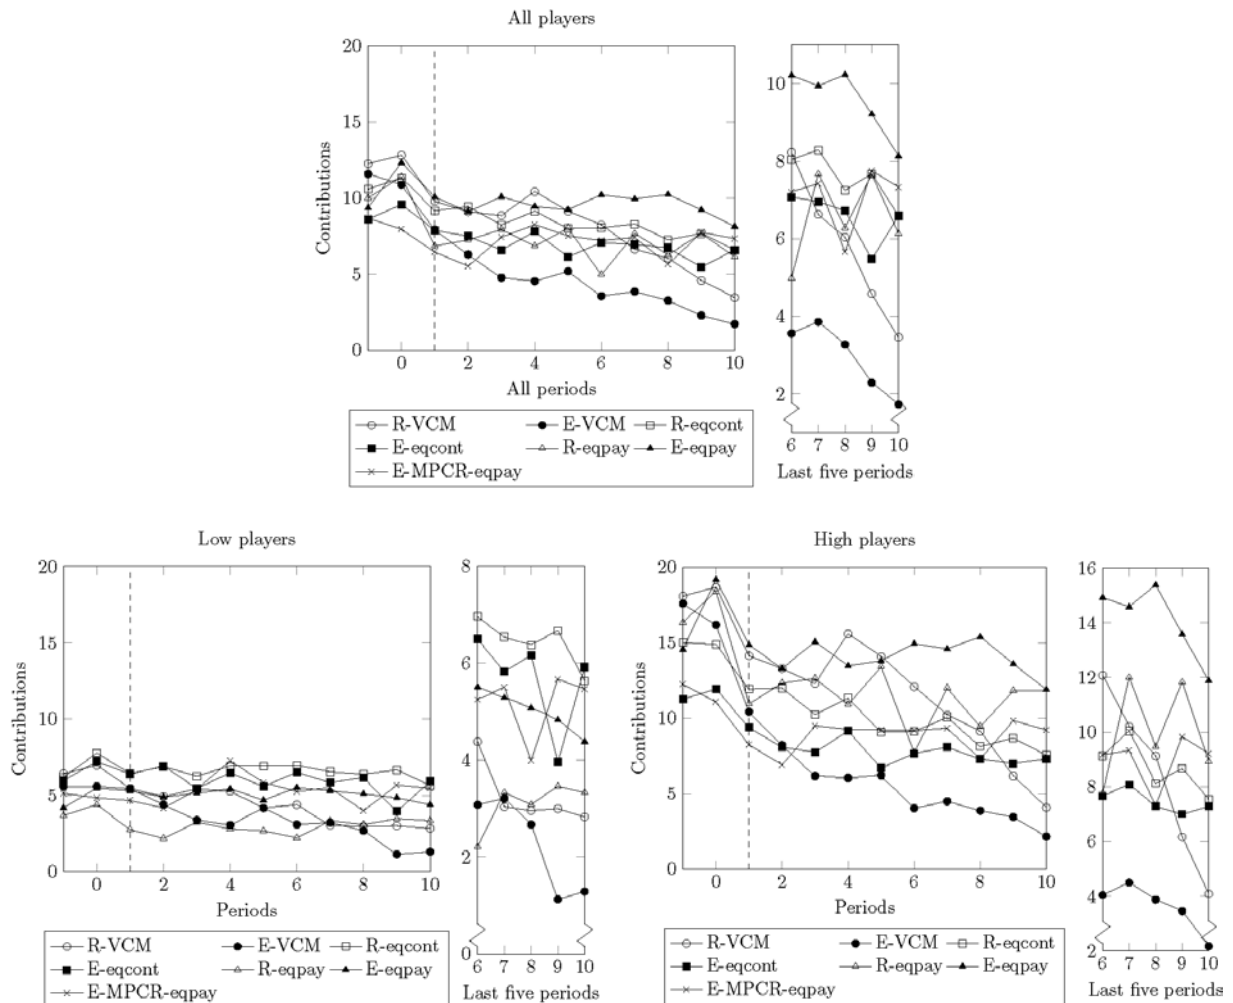 All players
20
15
10
5
0
Contributions
0 2 4 6 8 10
All periods
10
8
6
4
2
6 7 8 9 10
Last five periods
R-VCM E-VCM R-eqcont
E-eqcont R-eqpay E-eqpay
E-MPCR-eqpay
Low players
20
15
10
5
0
Contributions
0 2 4 6 8 10
Periods
R-VCM E-VCM R-eqcont
E-eqcont R-eqpay E-eqpay
E-MPCR-eqpay
8
6
4
2
0
6 7 8 9 10
Last five periods
High players
20
15
10
5
0
Contributions
0 2 4 6 8 10
Periods
R-VCM E-VCM R-eqcont
E-eqcont R-eqpay E-eqpay
E-MPCR-eqpay
16
14
12
10
8
6
4
2
6 7 8 9 10
Last five periods